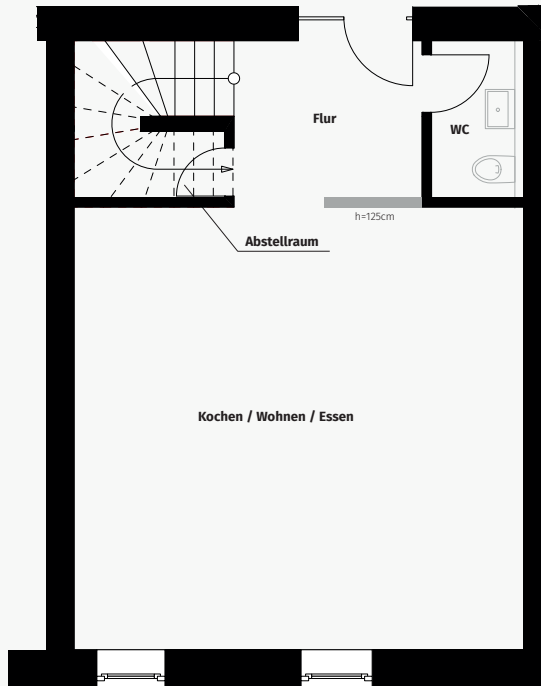 Flur
WC
h=125cm
Abstellraum
Kochen / Wohnen / Essen